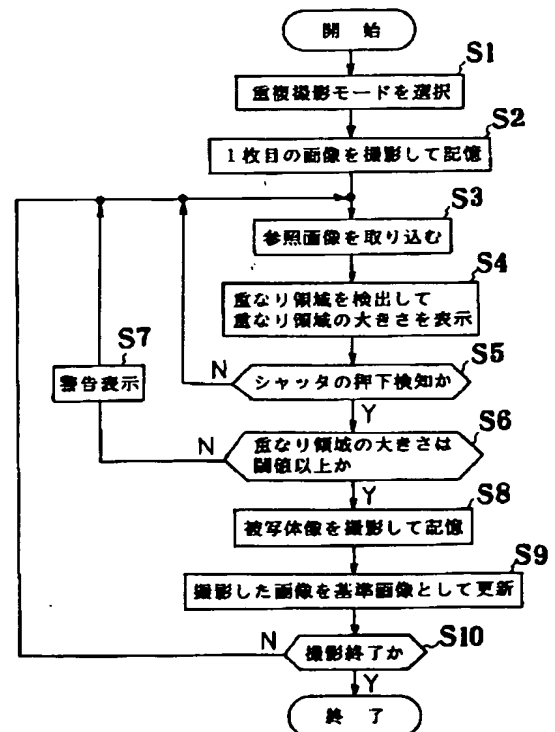 開始
S1
重複撮影モードを選択
S2
1枚目の画像を撮影して記憶
S3
参照画像を取り込む
S4
重なり領域を検出して
重なり領域の大きさを表示
S7
警告表示
S5
N
シャッタの押下検知か
Y
S6
N
重なり領域の大きさは
閾値以上か
Y
S8
被写体像を撮影して記憶
S9
撮影した画像を基準画像として更新
S10
N
撮影終了か
Y
終了